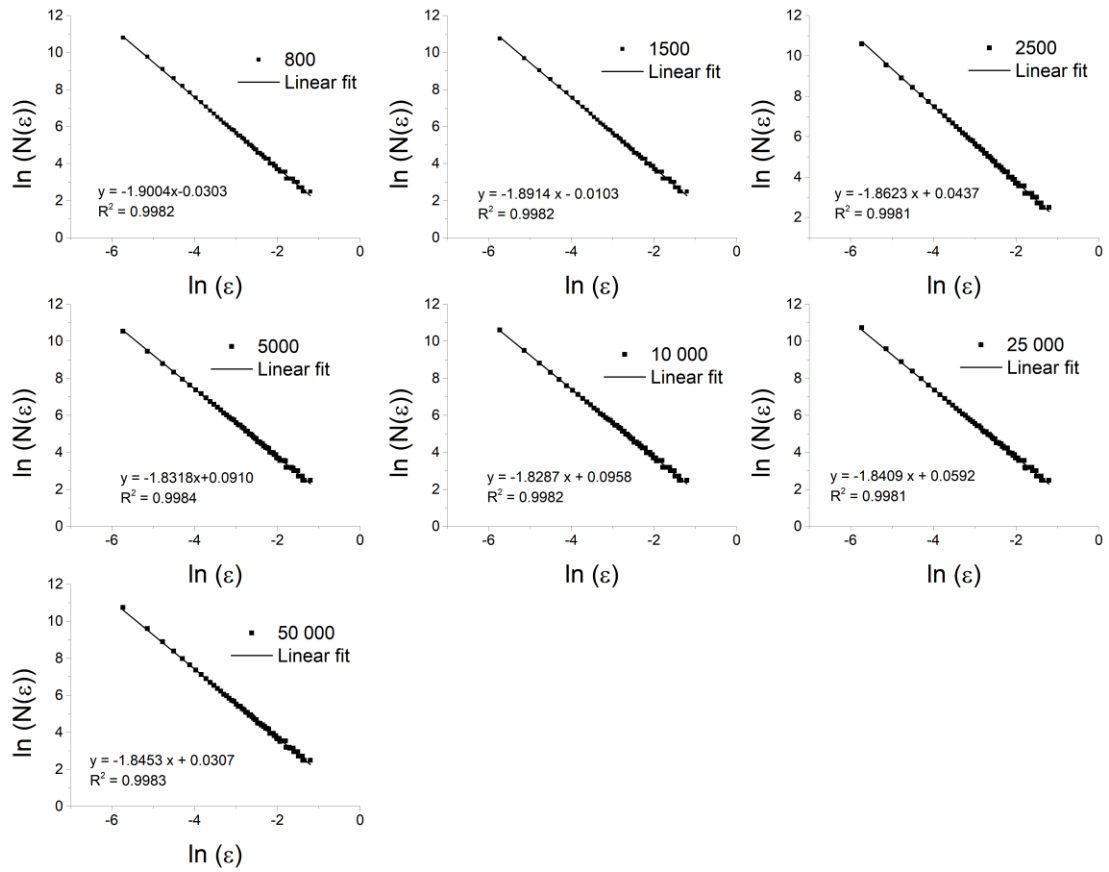 12
10
8
6
4
2
0
ln (N(ε))
800
Linear fit
y = -1.9004x-0.0303
R² = 0.9982
-6 -4 -2 0
ln (ε)
12
10
8
6
4
2
0
ln (N(ε))
1500
Linear fit
y = -1.8914x - 0.0103
R² = 0.9982
-6 -4 -2 0
ln (ε)
12
10
8
6
4
2
ln (N(ε))
2500
Linear fit
y = -1.8623x + 0.0437
R² = 0.9981
-6 -4 -2 0
ln (ε)
12
10
8
6
4
2
0
ln (N(ε))
5000
Linear fit
y = -1.8318x+0.0910
R² = 0.9984
-6 -4 -2 0
ln (ε)
12
10
8
6
4
2
0
ln (N(ε))
10 000
Linear fit
y = -1.8287 x + 0.0958
R² = 0.9982
-6 -4 -2 0
ln (ε)
12
10
8
6
4
2
0
ln (N(ε))
25 000
Linear fit
y = -1.8409 x + 0.0592
R² = 0.9981
-6 -4 -2 0
ln (ε)
12
10
8
6
4
2
0
ln (N(ε))
50 000
Linear fit
y = -1.8453 x + 0.0307
R² = 0.9983
-6 -4 -2 0
ln (ε)